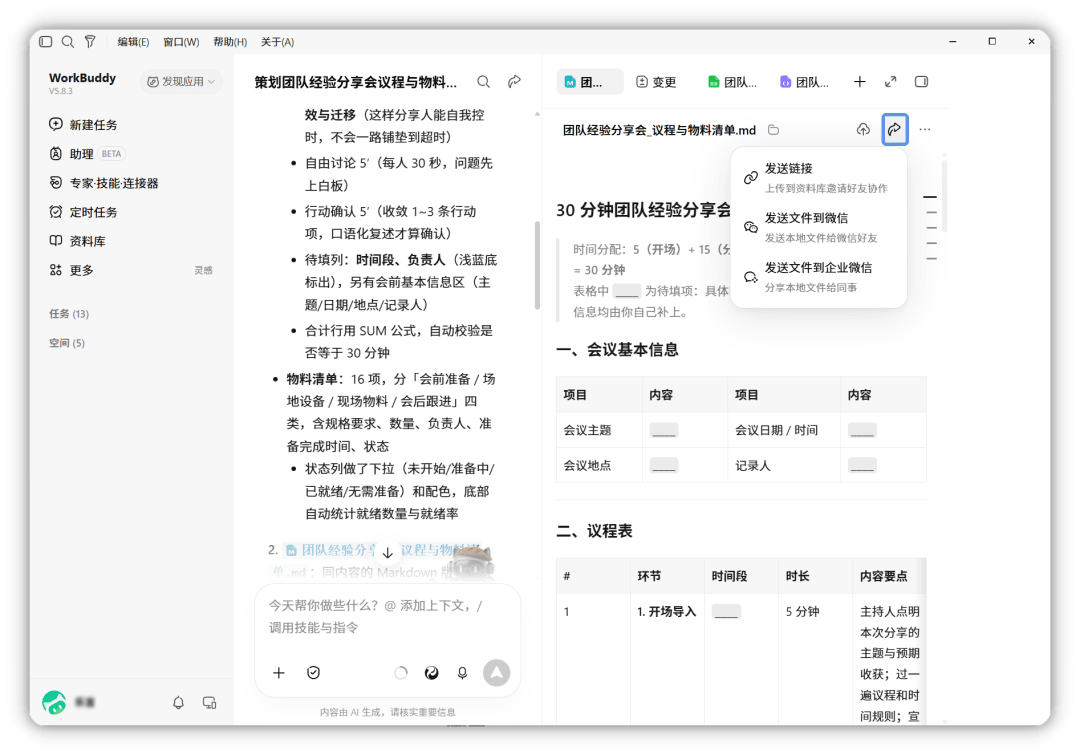 编辑(E) 窗口(W) 帮助(H) 关于(A)
WorkBuddy
V5.8.3
发现应用
新建任务
助理 BETA
专家·技能·连接器
定时任务
资料库
更多 灵感
任务 (13)
空间 (5)
策划团队经验分享会议程与物料...
效与迁移（这样分享人能自我控
时，不会一路铺垫到超时）
自由讨论 5′（每人 30 秒，问题先
上白板）
行动确认 5′（收敛 1~3 条行动
项，口语化复述才算确认）
待填列：时间段、负责人（浅蓝底
标出），另有会前基本信息区（主
题/日期/地点/记录人）
合计行用 SUM 公式，自动校验是
否等于 30 分钟
物料清单：16 项，分「会前准备 / 场
地设备 / 现场物料 / 会后跟进」四
类，含规格要求、数量、负责人、准
备完成时间、状态
状态列做了下拉（未开始/准备中/
已就绪/无需准备）和配色，底部
自动统计就绪数量与就绪率
2. 团队经验分享 议程与物料
单.md：同内容的 Markdown 版
今天帮你做些什么？@ 添加上下文，/
调用技能与指令
内容由 AI 生成，请核实重要信息
团... 变更 团队... 团队...
团队经验分享会_议程与物料清单.md
发送链接
上传到资料库邀请好友协作
发送文件到微信
发送本地文件给微信好友
发送文件到企业微信
分享本地文件给同事
30 分钟团队经验分享会
时间分配：5（开场）+ 15（分
= 30 分钟
表格中 ____ 为待填项：具体
信息均由你自己补上。
一、会议基本信息
项目 内容 项目 内容
会议主题 ____ 会议日期 / 时间 ____
会议地点 ____ 记录人 ____
二、议程表
# 环节 时间段 时长 内容要点
1 1. 开场导入 ____ 5 分钟 主持人点明
本次分享的
主题与预期
收获；过一
遍议程和时
间规则；宣